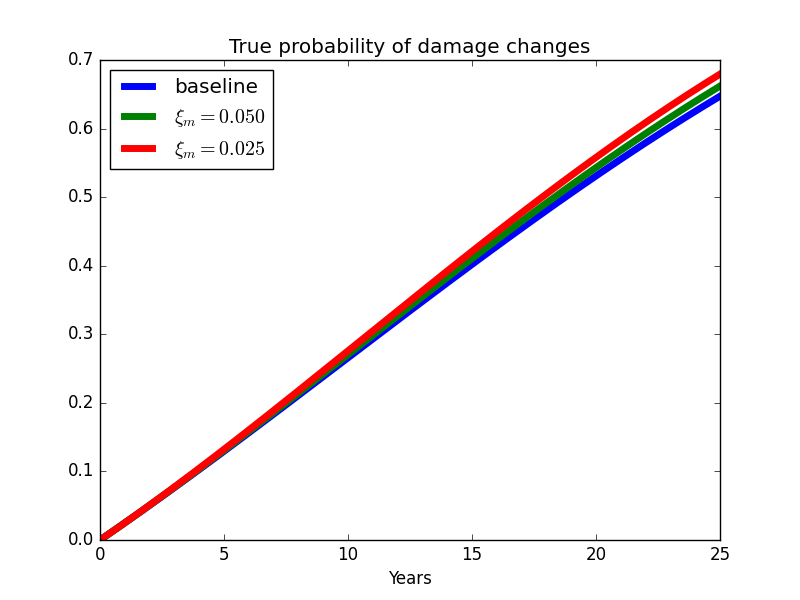 True probability of damage changes
baseline
ξm = 0.050
ξm = 0.025
0.7
0.6
0.5
0.4
0.3
0.2
0.1
0.0
0 5 10 15 20 25
Years